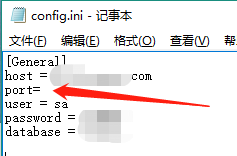 config.ini - 记事本
文件(F) 编辑(E) 格式(O) 查看(V) 帮
[General]
host = com
port=
user = sa
password =
database =